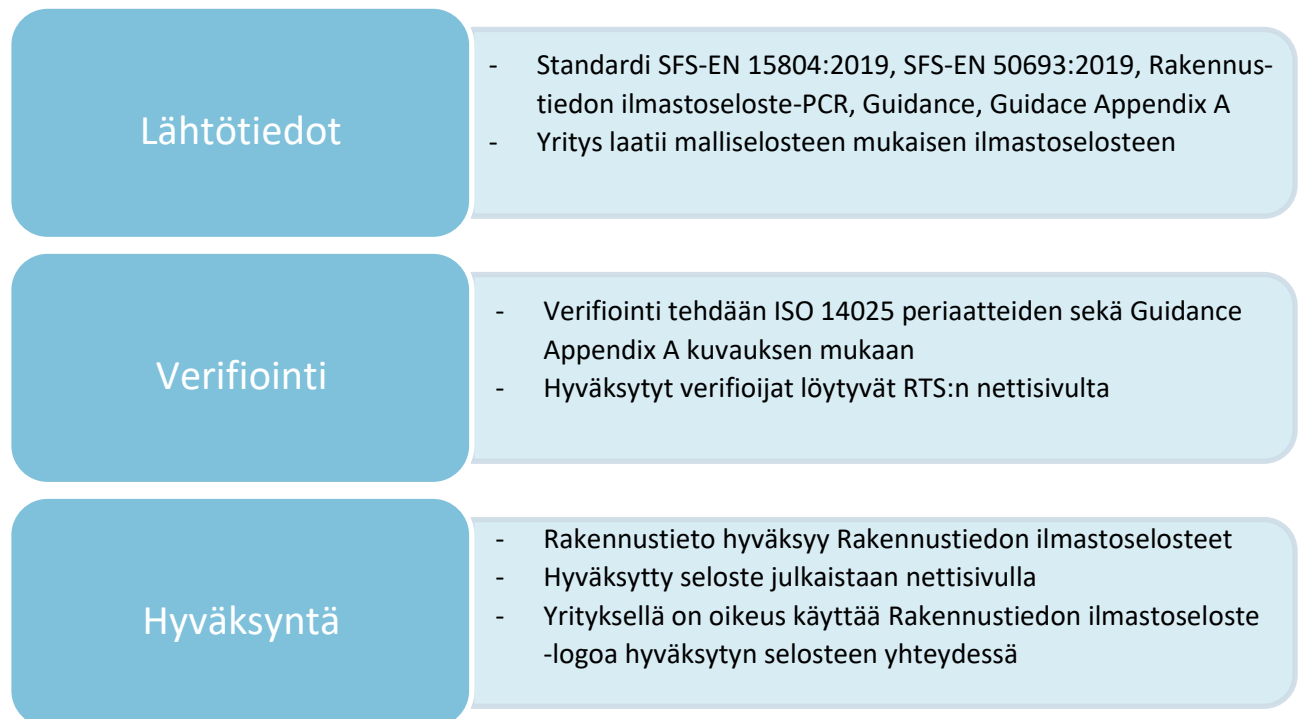 Lähtötiedot
- Standardi SFS-EN 15804:2019, SFS-EN 50693:2019, Rakennus-
tiedon ilmastoseloste-PCR, Guidance, Guidace Appendix A
- Yritys laatii malliselosteen mukaisen ilmastoselosteen
Verifiointi
- Verifiointi tehdään ISO 14025 periaatteiden sekä Guidance
Appendix A kuvauksen mukaan
- Hyväksytyt verifioijat löytyvät RTS:n nettisivulta
Hyväksyntä
- Rakennustieto hyväksyy Rakennustiedon ilmastoselosteet
- Hyväksytty seloste julkaistaan nettisivulla
- Yrityksellä on oikeus käyttää Rakennustiedon ilmastoseloste
-logoa hyväksytyn selosteen yhteydessä